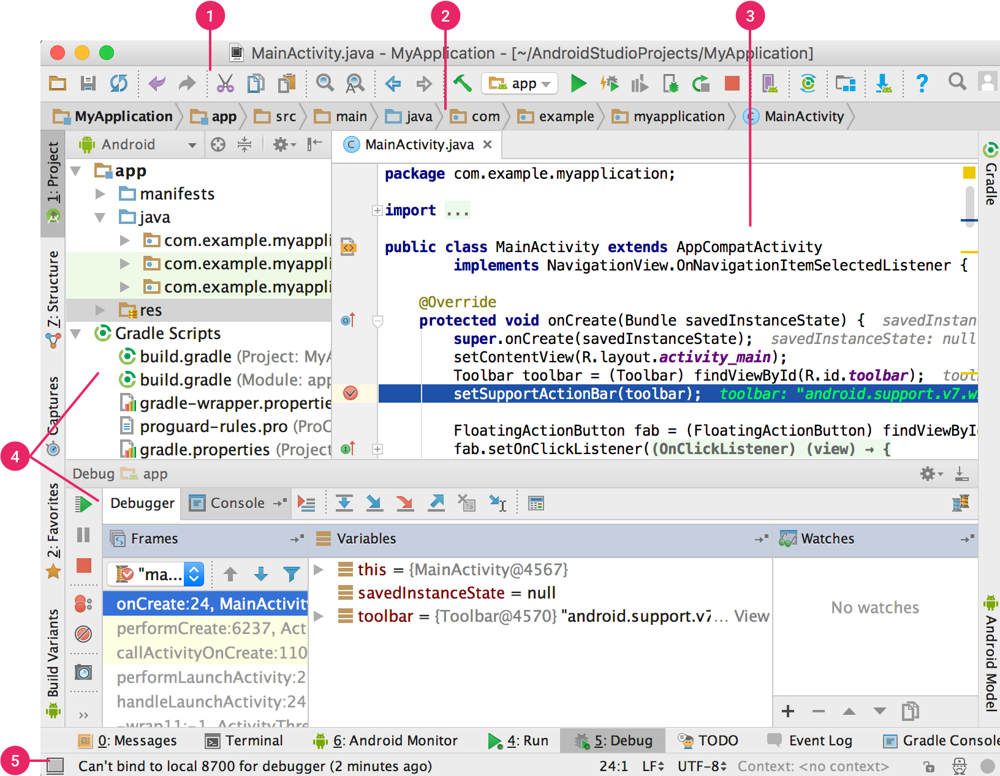 1
2
3
MainActivity.java - MyApplication - [~/AndroidStudioProjects/MyApplication]
app
MyApplication app src main java com example myapplication MainActivity
1: Project
7: Structure
Captures
2: Favorites
Build Variants
Android
app
manifests
java
com.example.myappli
com.example.myappli
com.example.myappli
res
Gradle Scripts
build.gradle (Project: MyA
build.gradle (Module: app
gradle-wrapper.propertie
proguard-rules.pro (ProC
gradle.properties (Project
MainActivity.java
package com.example.myapplication;
import ...
public class MainActivity extends AppCompatActivity
implements NavigationView.OnNavigationItemSelectedListener {
@Override
protected void onCreate(Bundle savedInstanceState) { savedInstanc
super.onCreate(savedInstanceState); savedInstanceState: null
setContentView(R.layout.activity_main);
Toolbar toolbar = (Toolbar) findViewById(R.id.toolbar); tool
setSupportActionBar(toolbar); toolbar: "android.support.v7.w
FloatingActionButton fab = (FloatingActionButton) findViewByI
fab.setOnClickListener((OnClickListener) (view) → {
Gradle
Android Model
4
Debug app
Debugger Console
Frames
"ma...
onCreate:24, MainActivity
performCreate:6237, Act
callActivityOnCreate:110
performLaunchActivity:2
handleLaunchActivity:24
-wrap11:-1, ActivityThre
Variables
this = {MainActivity@4567}
savedInstanceState = null
toolbar = {Toolbar@4570} "android.support.v7... View
Watches
No watches
0: Messages Terminal 6: Android Monitor 4: Run 5: Debug TODO Event Log Gradle Console
5
Can't bind to local 8700 for debugger (2 minutes ago) 24:1 LF UTF-8 Context: <no context>